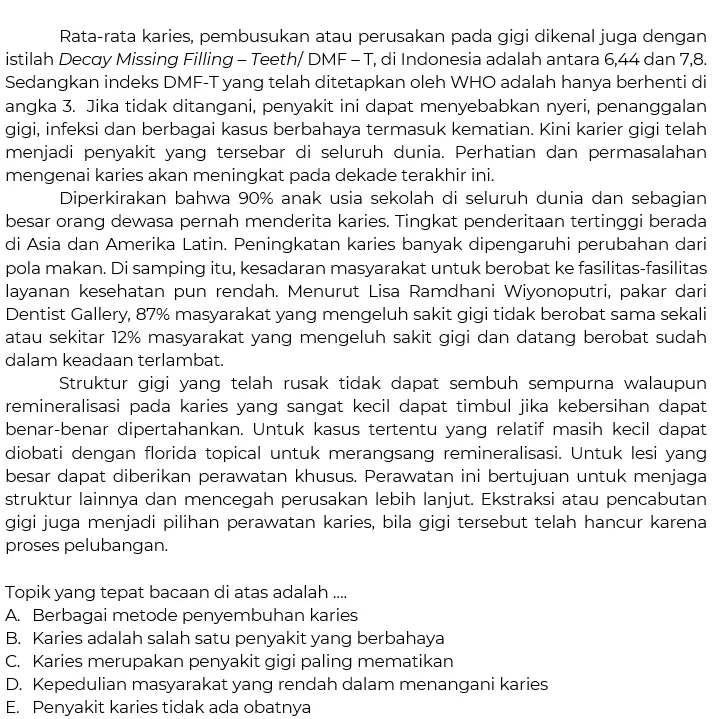 Rata-rata karies, pembusukan atau perusakan pada gigi dikenal juga dengan
istilah Decay Missing Filling – Teeth/ DMF – T, di Indonesia adalah antara 6,44 dan 7,8.
Sedangkan indeks DMF-T yang telah ditetapkan oleh WHO adalah hanya berhenti di
angka 3. Jika tidak ditangani, penyakit ini dapat menyebabkan nyeri, penanggalan
gigi, infeksi dan berbagai kasus berbahaya termasuk kematian. Kini karier gigi telah
menjadi penyakit yang tersebar di seluruh dunia. Perhatian dan permasalahan
mengenai karies akan meningkat pada dekade terakhir ini.
Diperkirakan bahwa 90% anak usia sekolah di seluruh dunia dan sebagian
besar orang dewasa pernah menderita karies. Tingkat penderitaan tertinggi berada
di Asia dan Amerika Latin. Peningkatan karies banyak dipengaruhi perubahan dari
pola makan. Di samping itu, kesadaran masyarakat untuk berobat ke fasilitas-fasilitas
layanan kesehatan pun rendah. Menurut Lisa Ramdhani Wiyonoputri, pakar dari
Dentist Gallery, 87% masyarakat yang mengeluh sakit gigi tidak berobat sama sekali
atau sekitar 12% masyarakat yang mengeluh sakit gigi dan datang berobat sudah
dalam keadaan terlambat.
Struktur gigi yang telah rusak tidak dapat sembuh sempurna walaupun
remineralisasi pada karies yang sangat kecil dapat timbul jika kebersihan dapat
benar-benar dipertahankan. Untuk kasus tertentu yang relatif masih kecil dapat
diobati dengan florida topical untuk merangsang remineralisasi. Untuk lesi yang
besar dapat diberikan perawatan khusus. Perawatan ini bertujuan untuk menjaga
struktur lainnya dan mencegah perusakan lebih lanjut. Ekstraksi atau pencabutan
gigi juga menjadi pilihan perawatan karies, bila gigi tersebut telah hancur karena
proses pelubangan.
Topik yang tepat bacaan di atas adalah ....
A. Berbagai metode penyembuhan karies
B. Karies adalah salah satu penyakit yang berbahaya
C. Karies merupakan penyakit gigi paling mematikan
D. Kepedulian masyarakat yang rendah dalam menangani karies
E. Penyakit karies tidak ada obatnya